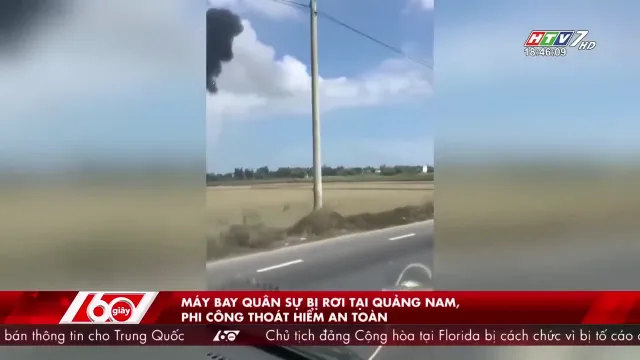 HTV7 HD
18:46:09
60 giây
MÁY BAY QUÂN SỰ BỊ RƠI TẠI QUẢNG NAM,
PHI CÔNG THOÁT HIỂM AN TOÀN
bán thông tin cho Trung Quốc 60 giây Chủ tịch đảng Cộng hòa tại Florida bị cách chức vì bị tố cáo